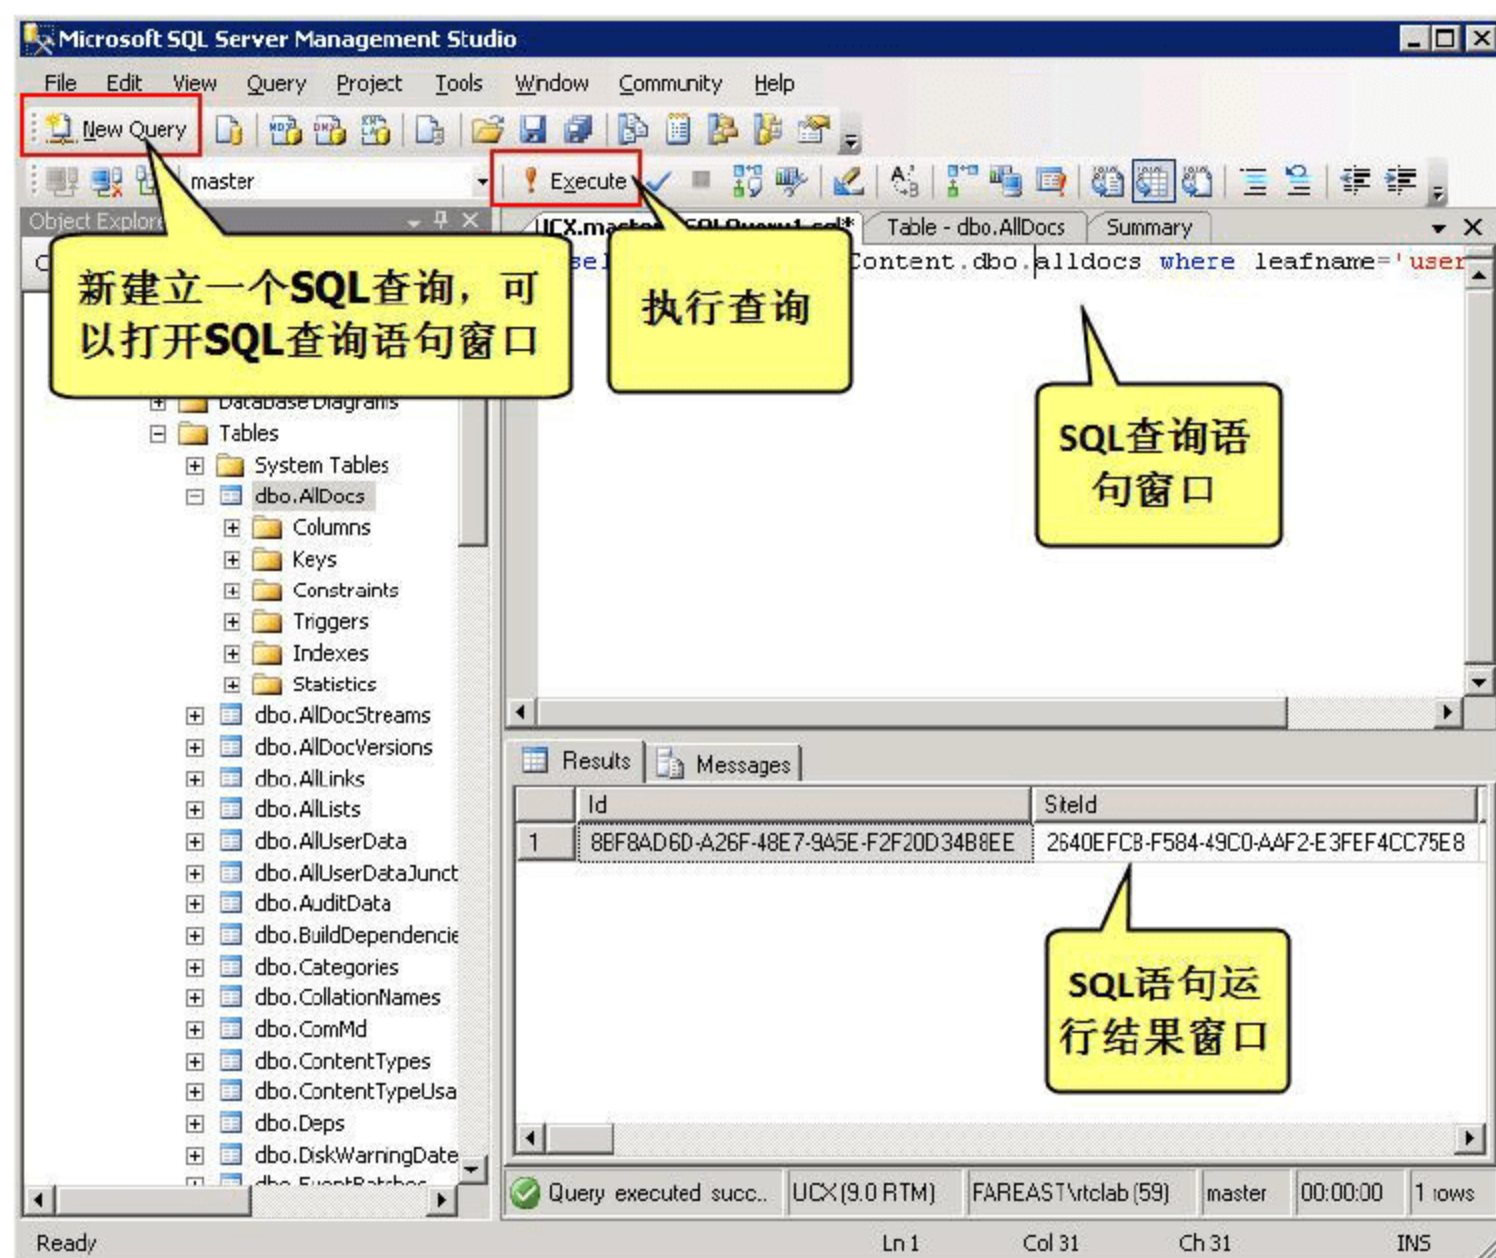 Microsoft SQL Server Management Studio
File Edit View Query Project Tools Window Community Help
New Query
master
Execute
Object Explore
UCX.master SQLQuery1.sql* Table - dbo.AllDocs Summary
sel Content.dbo.alldocs where leafname='user
新建立一个SQL查询，可
以打开SQL查询语句窗口
执行查询
SQL查询语
句窗口
Database Diagrams
Tables
System Tables
dbo.AllDocs
Columns
Keys
Constraints
Triggers
Indexes
Statistics
dbo.AllDocStreams
dbo.AllDocVersions
dbo.AllLinks
dbo.AllLists
dbo.AllUserData
dbo.AllUserDataJunct
dbo.AuditData
dbo.BuildDependencie
dbo.Categories
dbo.CollationNames
dbo.ComMd
dbo.ContentTypes
dbo.ContentTypeUsa
dbo.Deps
dbo.DiskWarningDate
dbo.EventBatches
Results Messages
Id SiteId
1 8BF8AD6D-A26F-48E7-9A5E-F2F20D34B8EE 2640EFCB-F584-49C0-AAF2-E3FEF4CC75E8
SQL语句运
行结果窗口
Query executed succ.. UCX (9.0 RTM) FAREAST\rtclab (59) master 00:00:00 1 rows
Ready Ln 1 Col 31 Ch 31 INS